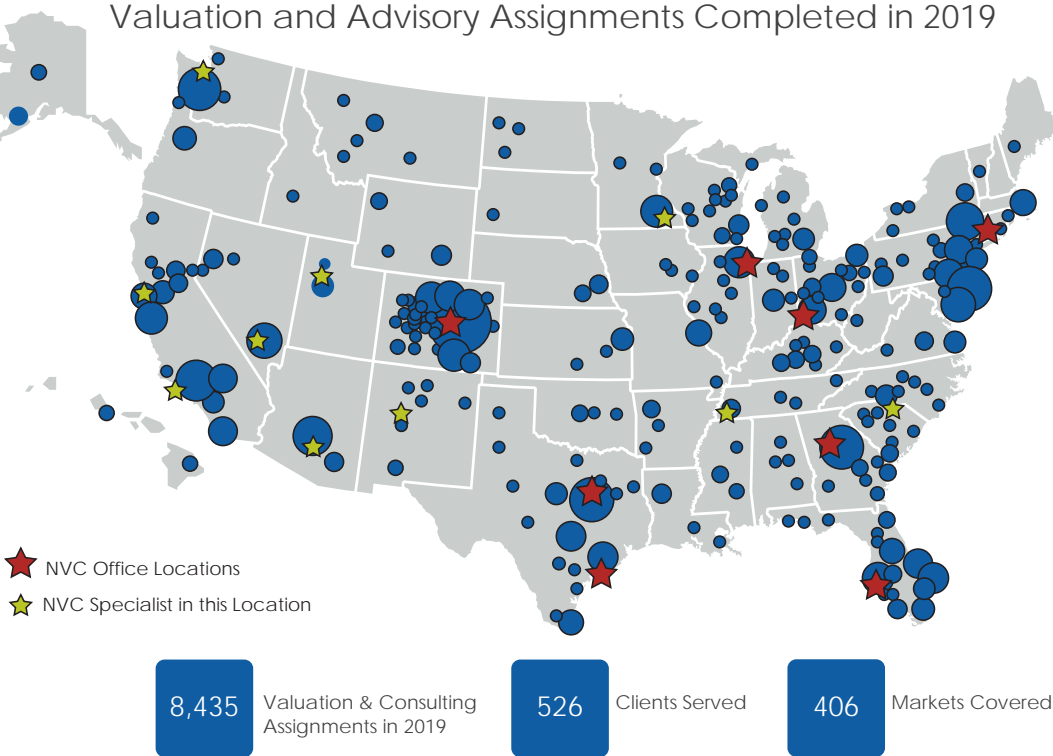 Valuation and Advisory Assignments Completed in 2019
NVC Office Locations
NVC Specialist in this Location
8,435
Valuation & Consulting
Assignments in 2019
526
Clients Served
406
Markets Covered